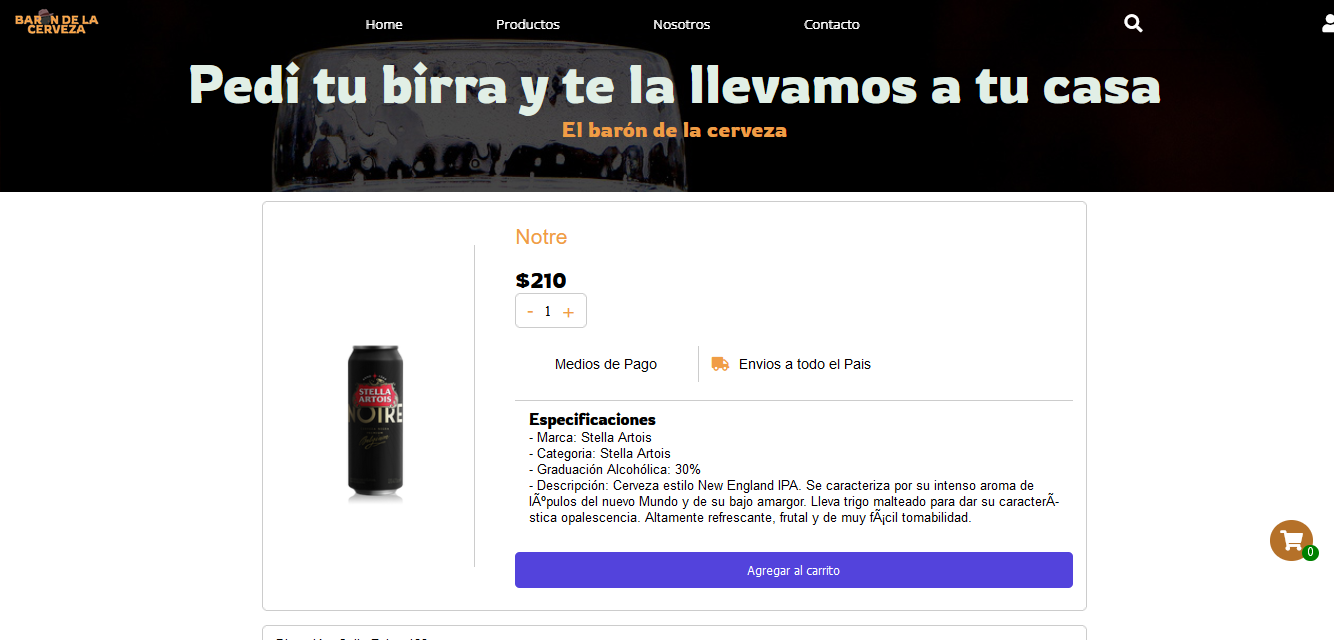 BARÓN DE LA
CERVEZA
Home
Productos
Nosotros
Contacto
Pedi tu birra y te la llevamos a tu casa
El barón de la cerveza
Notre
$210
- 1 +
Medios de Pago
Envios a todo el Pais
STELLA
ARTOIS
NOIRE
Especificaciones
- Marca: Stella Artois
- Categoria: Stella Artois
- Graduación Alcohólica: 30%
- Descripción: Cerveza estilo New England IPA. Se caracteriza por su intenso aroma de
lÃºpulos del nuevo Mundo y de su bajo amargor. Lleva trigo malteado para dar su caracterÃ-
stica opalescencia. Altamente refrescante, frutal y de muy fÃ¡cil tomabilidad.
Agregar al carrito
0